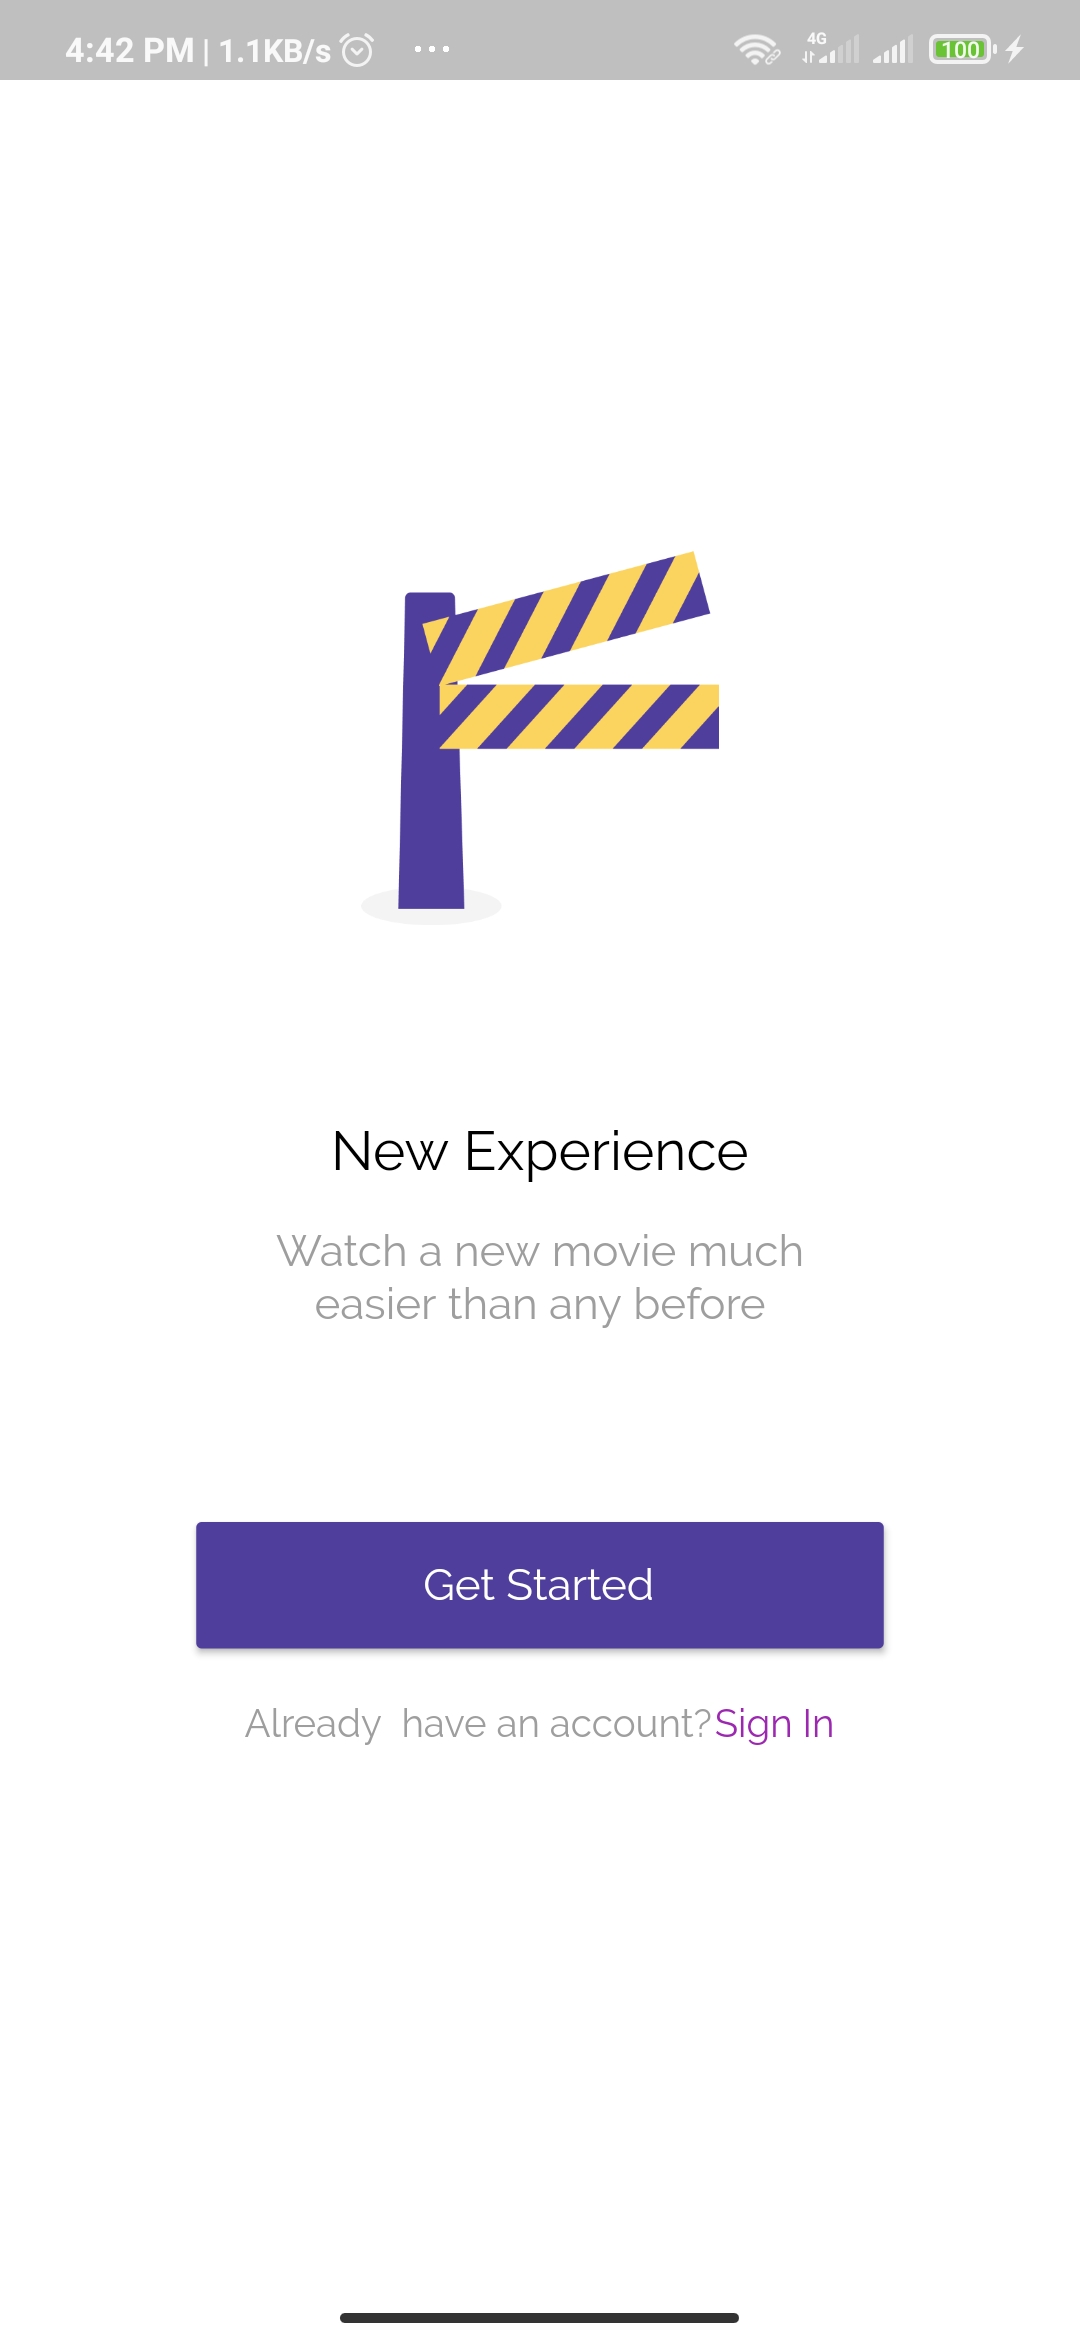 4:42 PM | 1.1KB/s ... 4G 100
New Experience
Watch a new movie much
easier than any before
Get Started
Already  have an account?Sign In